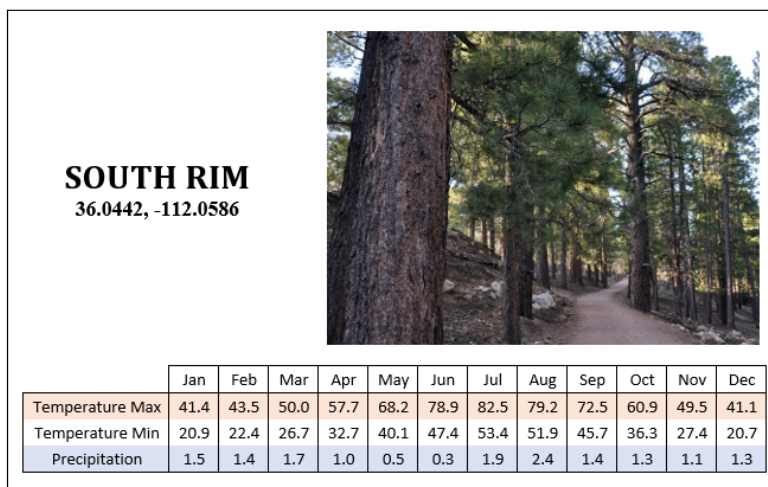 SOUTH RIM
36.0442, -112.0586
Jan Feb Mar Apr May Jun Jul Aug Sep Oct Nov Dec
Temperature Max 41.4 43.5 50.0 57.7 68.2 78.9 82.5 79.2 72.5 60.9 49.5 41.1
Temperature Min 20.9 22.4 26.7 32.7 40.1 47.4 53.4 51.9 45.7 36.3 27.4 20.7
Precipitation 1.5 1.4 1.7 1.0 0.5 0.3 1.9 2.4 1.4 1.3 1.1 1.3